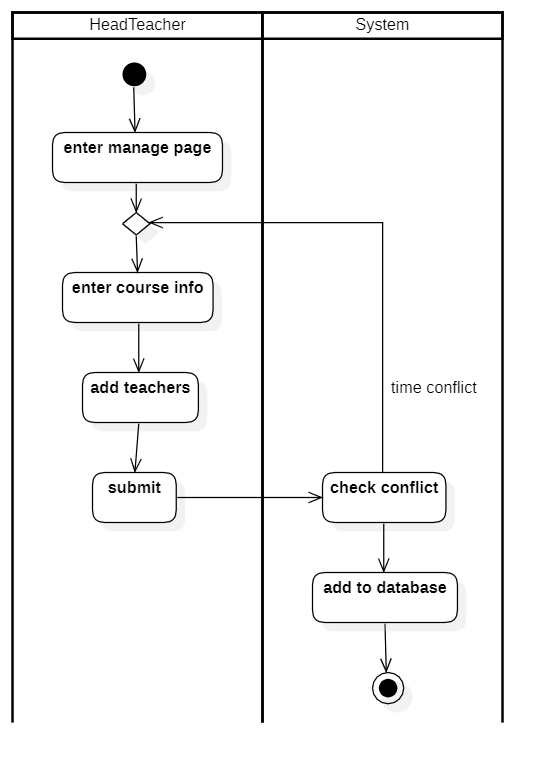 HeadTeacher
System
enter manage page
enter course info
add teachers
time conflict
submit
check conflict
add to database